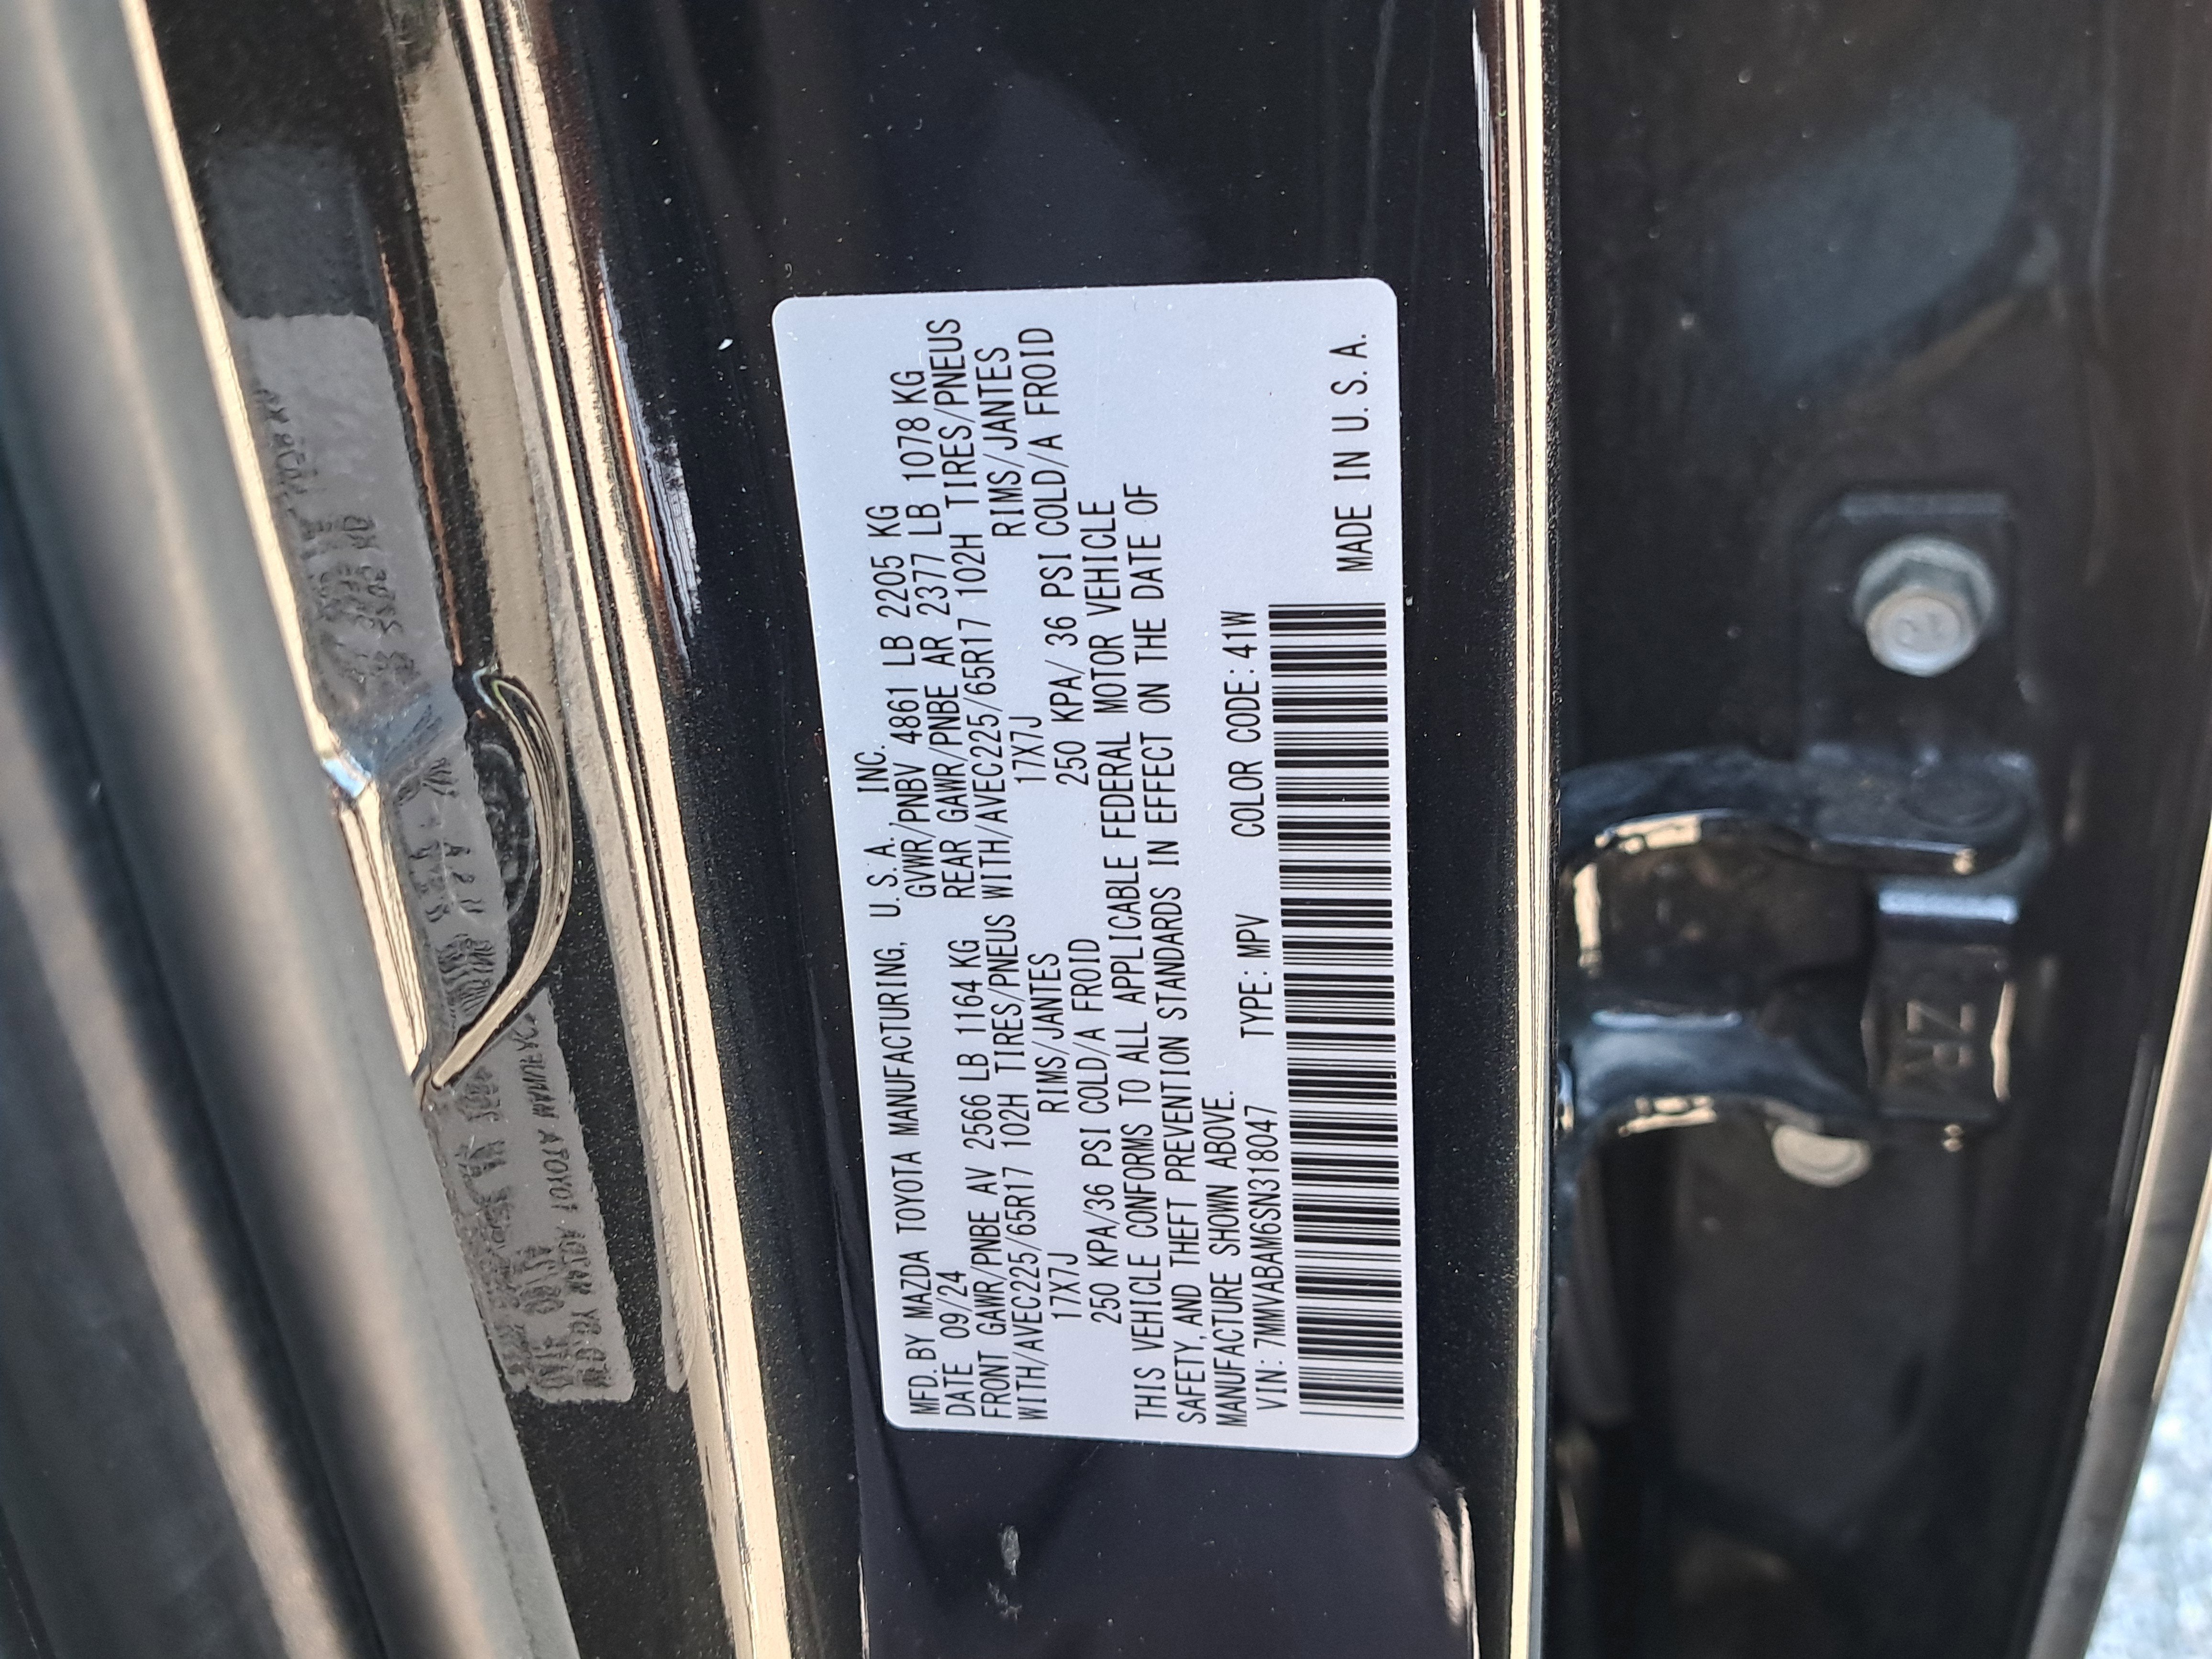 MFD. BY MAZDA TOYOTA MANUFACTURING, U.S.A., INC.
DATE 09/24 GVWR/PNBV 4861 LB 2205 KG
FRONT GAWR/PNBE AV 2566 LB 1164 KG REAR GAWR/PNBE AR 2377 LB 1078 KG
WITH/AVEC225/65R17 102H TIRES/PNEUS WITH/AVEC225/65R17 102H TIRES/PNEUS
17X7J RIMS/JANTES 17X7J RIMS/JANTES
250 KPA/36 PSI COLD/A FROID 250 KPA/ 36 PSI COLD/A FROID
THIS VEHICLE CONFORMS TO ALL APPLICABLE FEDERAL MOTOR VEHICLE
SAFETY, AND THEFT PREVENTION STANDARDS IN EFFECT ON THE DATE OF
MANUFACTURE SHOWN ABOVE.
VIN: 7MMVABAM6SN318047 TYPE: MPV COLOR CODE: 41W
MADE IN U.S.A.
ZR